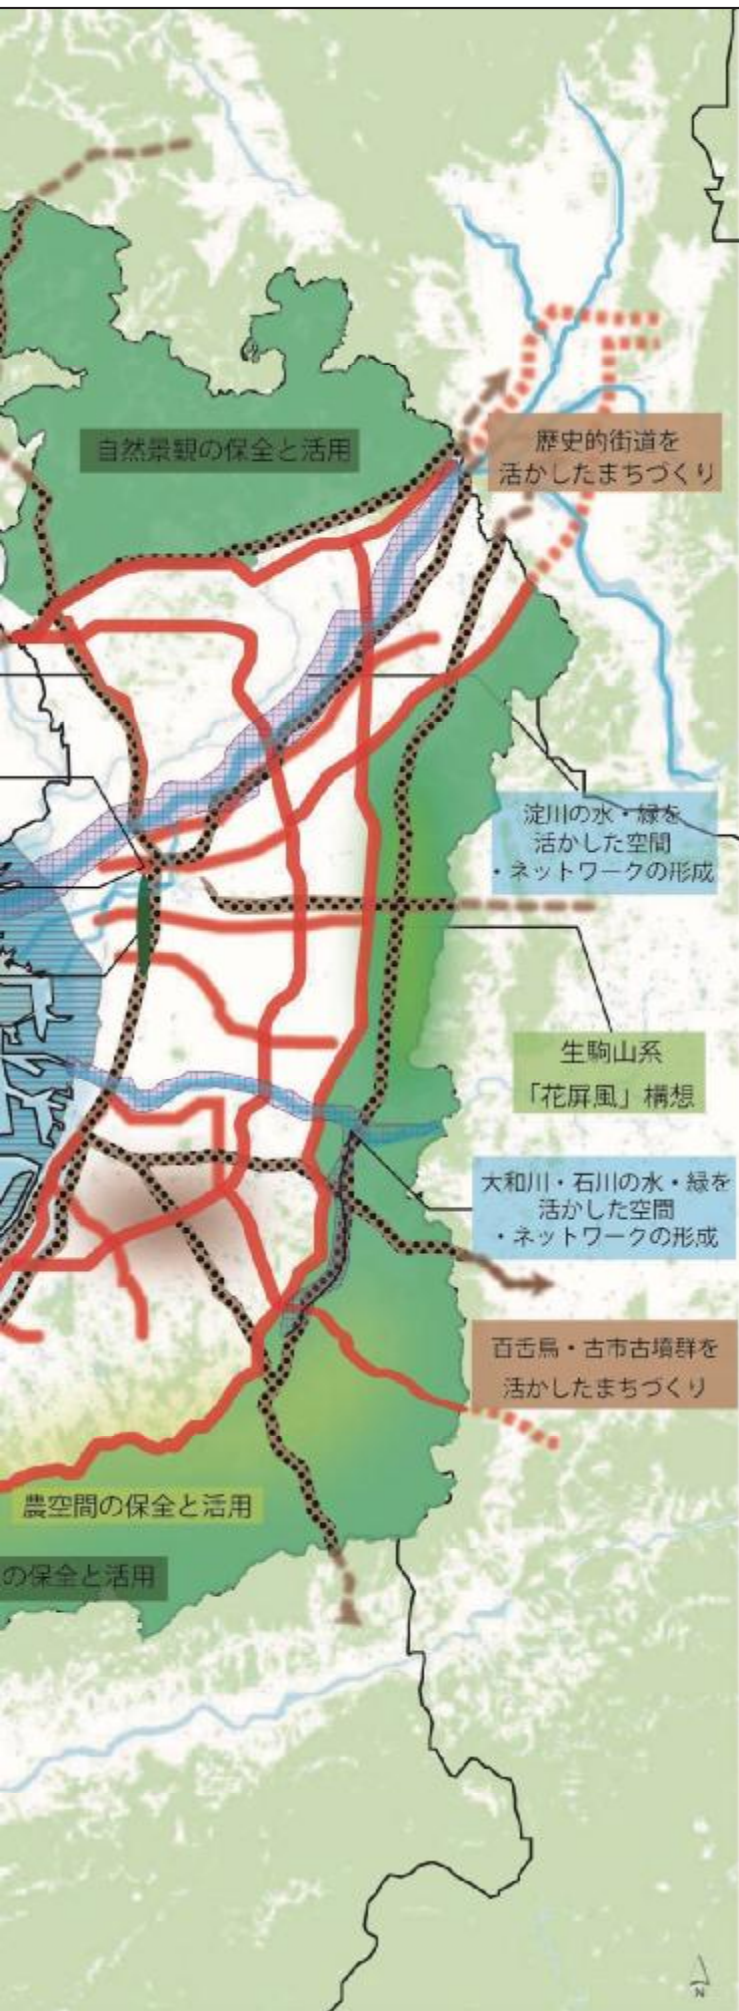 自然景観の保全と活用
歴史的街道を
活かしたまちづくり
淀川の水・緑を
活かした空間
・ネットワークの形成
生駒山系
「花屏風」構想
大和川・石川の水・緑を
活かした空間
・ネットワークの形成
百舌鳥・古市古墳群を
活かしたまちづくり
農空間の保全と活用
の保全と活用
N